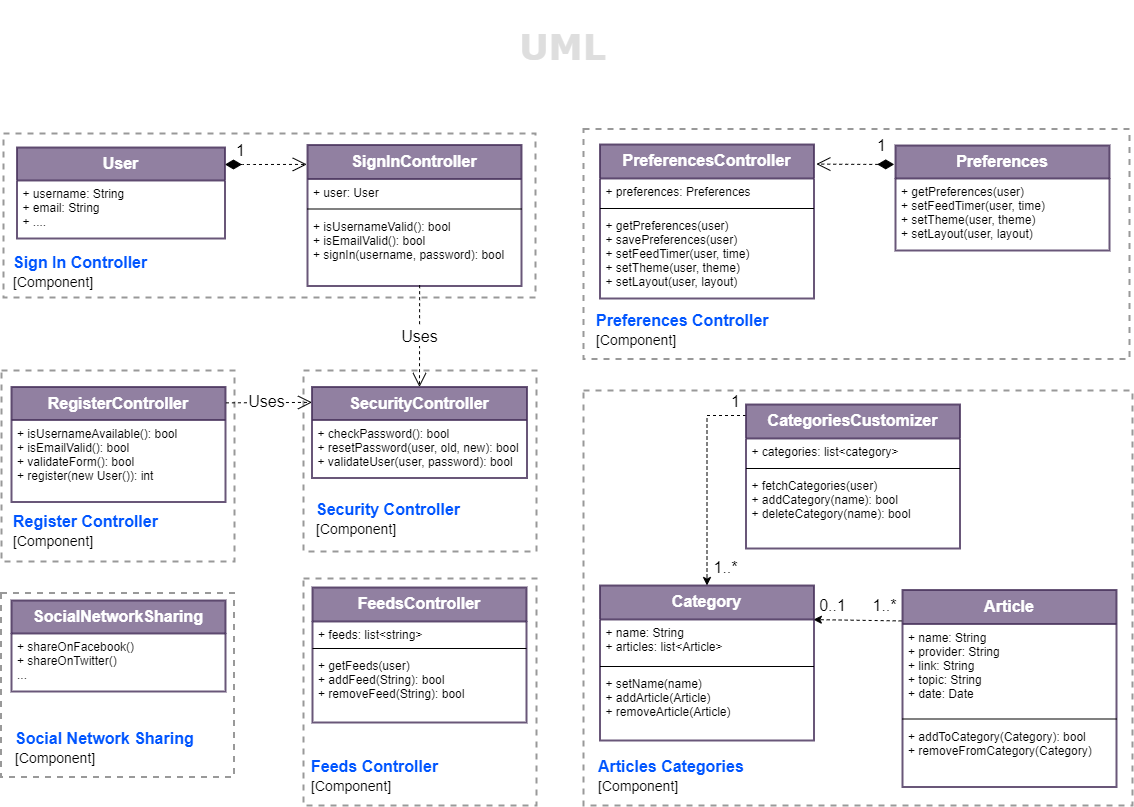 UML
User
+ username: String
+ email: String
+ ....
1
SignInController
+ user: User
+ isUsernameValid(): bool
+ isEmailValid(): bool
+ signIn(username, password): bool
Sign In Controller
[Component]
PreferencesController
+ preferences: Preferences
+ getPreferences(user)
+ savePreferences(user)
+ setFeedTimer(user, time)
+ setTheme(user, theme)
+ setLayout(user, layout)
1
Preferences
+ getPreferences(user)
+ setFeedTimer(user, time)
+ setTheme(user, theme)
+ setLayout(user, layout)
Preferences Controller
[Component]
Uses
RegisterController
+ isUsernameAvailable(): bool
+ isEmailValid(): bool
+ validateForm(): bool
+ register(new User()): int
Register Controller
[Component]
Uses
SecurityController
+ checkPassword(): bool
+ resetPassword(user, old, new): bool
+ validateUser(user, password): bool
Security Controller
[Component]
1
CategoriesCustomizer
+ categories: list<category>
+ fetchCategories(user)
+ addCategory(name): bool
+ deleteCategory(name): bool
1..*
SocialNetworkSharing
+ shareOnFacebook()
+ shareOnTwitter()
...
Social Network Sharing
[Component]
FeedsController
+ feeds: list<string>
+ getFeeds(user)
+ addFeed(String): bool
+ removeFeed(String): bool
Feeds Controller
[Component]
Category
+ name: String
+ articles: list<Article>
+ setName(name)
+ addArticle(Article)
+ removeArticle(Article)
0..1
1..*
Article
+ name: String
+ provider: String
+ link: String
+ topic: String
+ date: Date
+ addToCategory(Category): bool
+ removeFromCategory(Category)
Articles Categories
[Component]